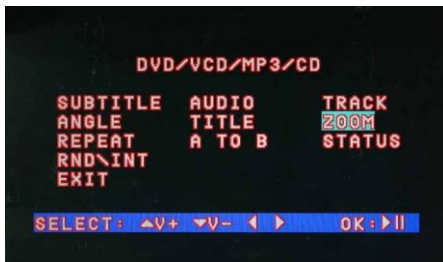 DVD/VCD/MP3/CD
SUBTITLE AUDIO TRACK
ANGLE TITLE ZOOM
REPEAT A TO B STATUS
RND\INT
EXIT
SELECT: ▲V+ ▼V- ◀ ▶ OK:▶II